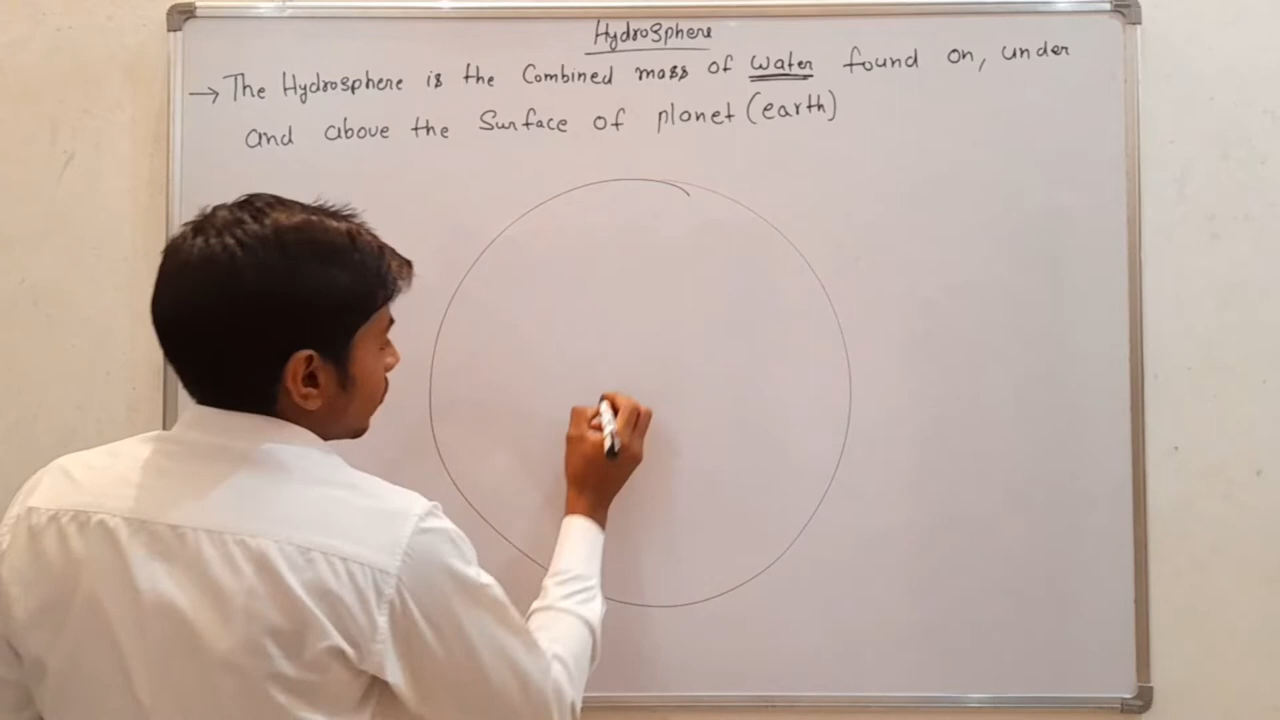 Hydrosphere
→ The Hydrosphere is the Combined mass of water found on, under
and above the Surface of planet (earth)